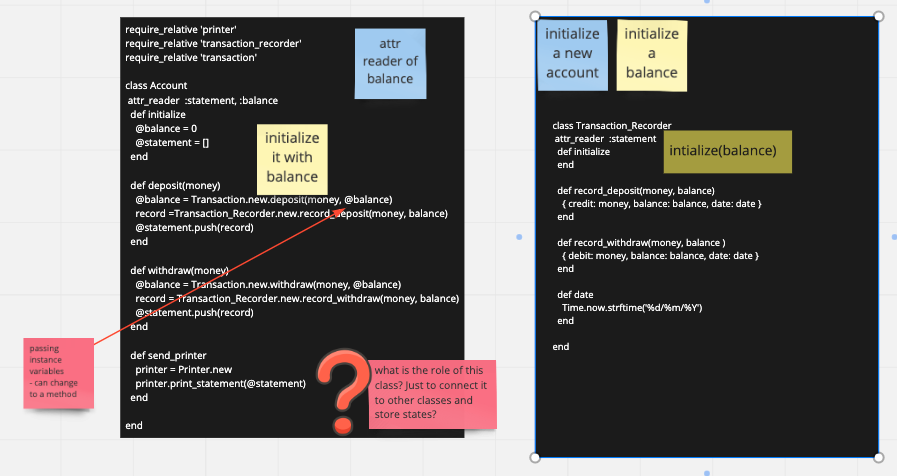 require_relative 'printer'
require_relative 'transaction_recorder'
require_relative 'transaction'
class Account
attr_reader :statement, :balance
def initialize
@balance = 0
@statement = []
end
def deposit(money)
@balance = Transaction.new.deposit(money, @balance)
record =Transaction_Recorder.new.record_deposit(money, balance)
@statement.push(record)
end
def withdraw(money)
@balance = Transaction.new.withdraw(money, @balance)
record = Transaction_Recorder.new.record_withdraw(money, balance)
@statement.push(record)
end
def send_printer
printer = Printer.new
printer.print_statement(@statement)
end
end
attr
reader of
balance
initialize
it with
balance
passing
instance
variables
- can change
to a method
what is the role of this
class? Just to connect it
to other classes and
store states?
initialize
a new
account
initialize
a
balance
class Transaction_Recorder
attr_reader :statement
def initialize
end
def record_deposit(money, balance)
{ credit: money, balance: balance, date: date }
end
def record_withdraw(money, balance )
{ debit: money, balance: balance, date: date }
end
def date
Time.now.strftime('%d/%m/%Y')
end
end
intialize(balance)